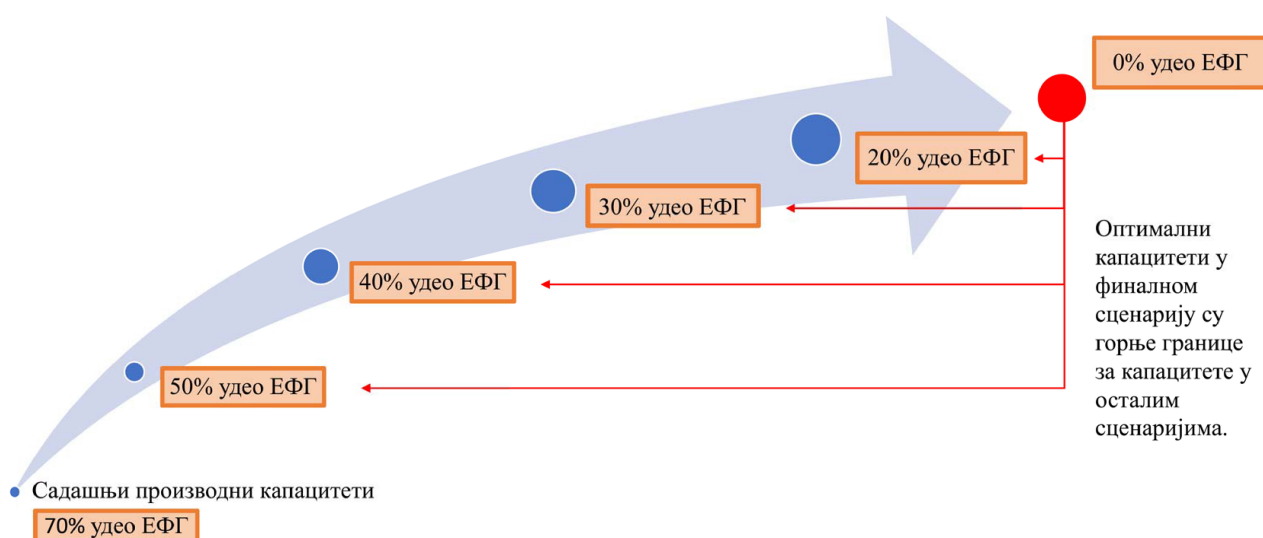 0% удео ЕФГ
20% удео ЕФГ
30% удео ЕФГ
40% удео ЕФГ
50% удео ЕФГ
Оптимални
капацитети у
финалном
сценарију су
горње границе
за капацитете у
осталим
сценаријима.
Садашњи производни капацитети
70% удео ЕФГ